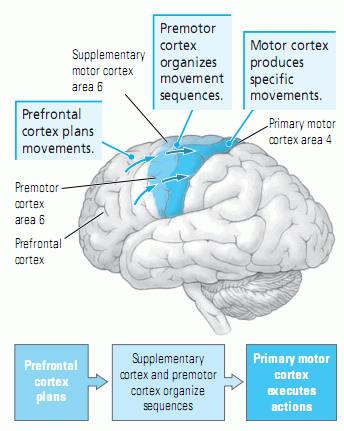 Premotor
cortex
organizes
movement
sequences.
Motor cortex
produces
specific
movements.
Supplementary
motor cortex
area 6
Prefrontal
cortex plans
movements.
Primary motor
cortex area 4
Premotor
cortex
area 6
Prefrontal
cortex
Prefrontal
cortex
plans
Supplementary
cortex and premotor
cortex organize
sequences
Primary motor
cortex
executes
actions